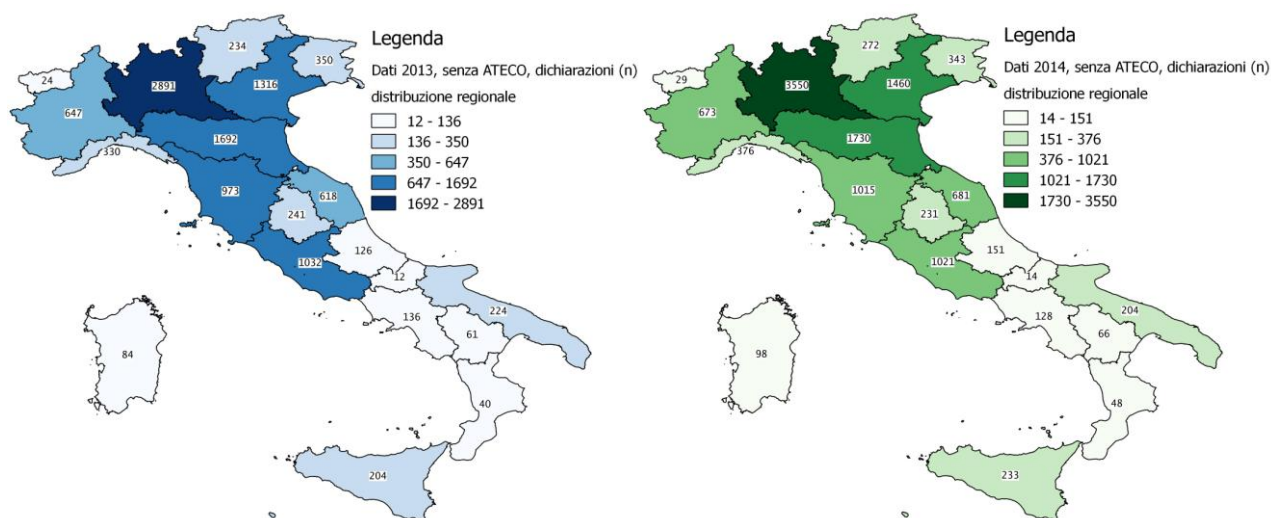 Legenda
Dati 2013, senza ATECO, dichiarazioni (n)
distribuzione regionale
12 - 136
136 - 350
350 - 647
647 - 1692
1692 - 2891
234
350
24
2891
1316
647
1692
330
973
618
241
126
1032
12
136
224
61
84
40
204
Legenda
Dati 2014, senza ATECO, dichiarazioni (n)
distribuzione regionale
14 - 151
151 - 376
376 - 1021
1021 - 1730
1730 - 3550
272
343
29
3550
1460
673
1730
376
1015
681
231
151
1021
14
128
204
66
98
48
233